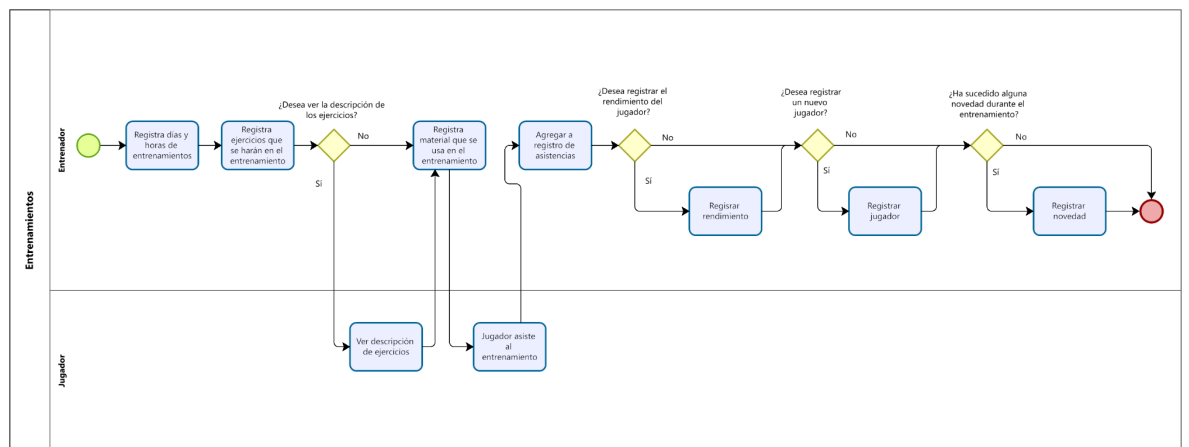 Entrenamientos
Entrenador
Registra días y
horas de
entrenamientos
Registra
ejercicios que
se harán en el
entrenamiento
¿Desea ver la descripción de
los ejercicios?
No
Sí
Registra
material que se
usa en el
entrenamiento
Agregar a
registro de
asistencias
¿Desea registrar el
rendimiento del
jugador?
No
Sí
Regisrar
rendimiento
¿Desea registrar
un nuevo
jugador?
No
Sí
Registrar
jugador
¿Ha sucedido alguna
novedad durante el
entrenamiento?
No
Sí
Registrar
novedad
Jugador
Ver descripción
de ejercicios
Jugador asiste
al
entrenamiento